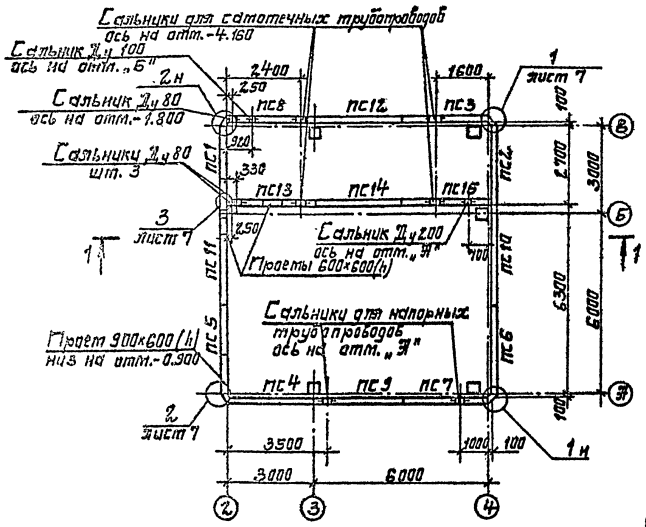 Сальники для самотечных трубопроводов
ось на отм.-4.160
Сальник Ду 100
ось на отм. „Б"
2н
2400
1600
1
лист 7
250
Сальник Ду 80
ось на отм.-1.800
пс8
пс12
пс3
100
900
В
пс1
пс2
2700
3000
Сальники Ду 80
шт. 3
330
пс13
пс14
пс16
3
лист 7
Б
250
Сальник Ду 200
ось на отм. „Я"
700
Проемы 600×600(h)
1
1
пс11
пс10
6300
6000
Сальники для напорных
трубопроводов
ось на отм. „Я"
Проем 900×600(h)
низ на отм.-0.900
пс5
пс6
пс4
пс9
пс7
2
лист 7
100
Я
3500
1000
100
1н
3000
6000
2
3
4